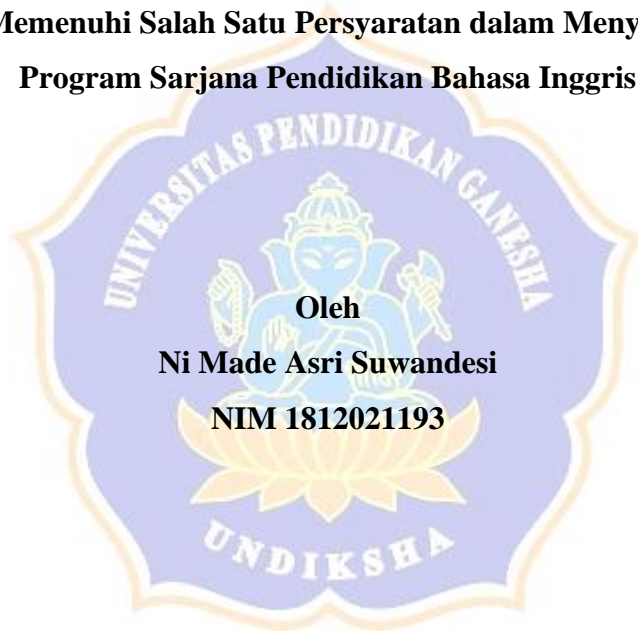 Memenuhi Salah Satu Persyaratan dalam
Program Sarjana Pendidikan Bahasa Inggris
UNIVERSITAS PENDIDIKAN GANESHA
Oleh
Ni Made Asri Suwandesi
NIM 1812021193
UNDIKSHA